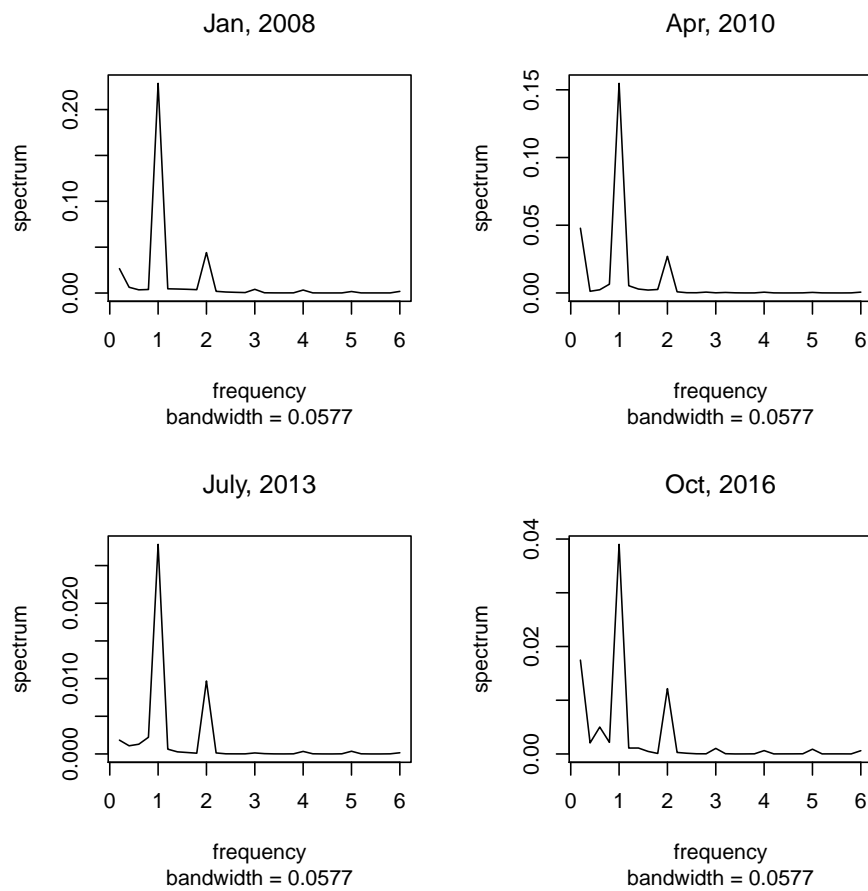 Jan, 2008
spectrum
0.00 0.10 0.20
0 1 2 3 4 5 6
frequency
bandwidth = 0.0577
Apr, 2010
spectrum
0.00 0.05 0.10 0.15
0 1 2 3 4 5 6
frequency
bandwidth = 0.0577
July, 2013
spectrum
0.000 0.010 0.020
0 1 2 3 4 5 6
frequency
bandwidth = 0.0577
Oct, 2016
spectrum
0.00 0.02 0.04
0 1 2 3 4 5 6
frequency
bandwidth = 0.0577